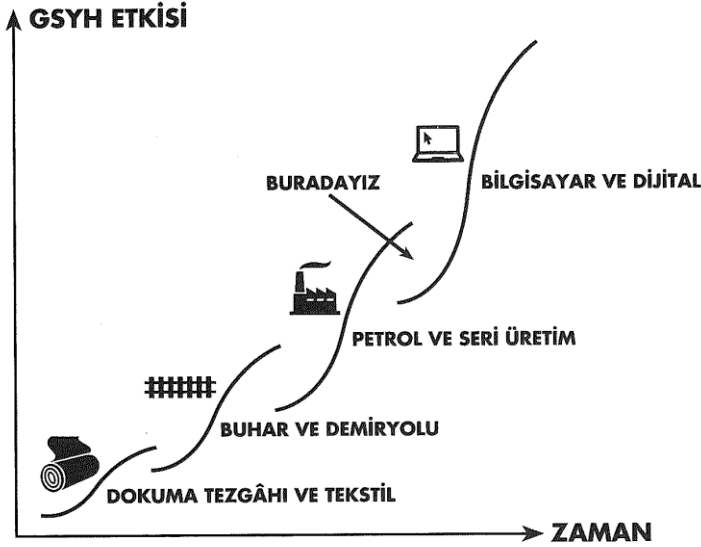 GSYH ETKİSİ
BURADAYIZ
BİLGİSAYAR VE DİJİTAL
PETROL VE SERİ ÜRETİM
BUHAR VE DEMİRYOLU
DOKUMA TEZGÂHI VE TEKSTİL
ZAMAN